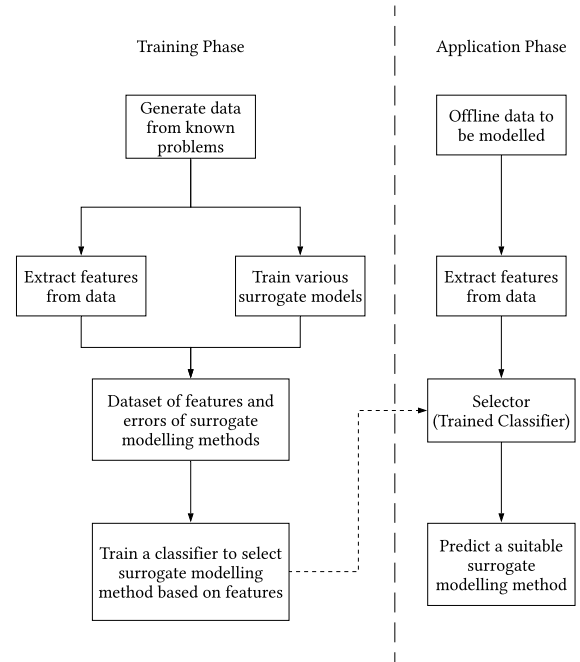 Training Phase
Generate data
from known
problems
Extract features
from data
Train various
surrogate models
Dataset of features and
errors of surrogate
modelling methods
Train a classifier to select
surrogate modelling
method based on features
Application Phase
Offline data to
be modelled
Extract features
from data
Selector
(Trained Classifier)
Predict a suitable
surrogate
modelling method